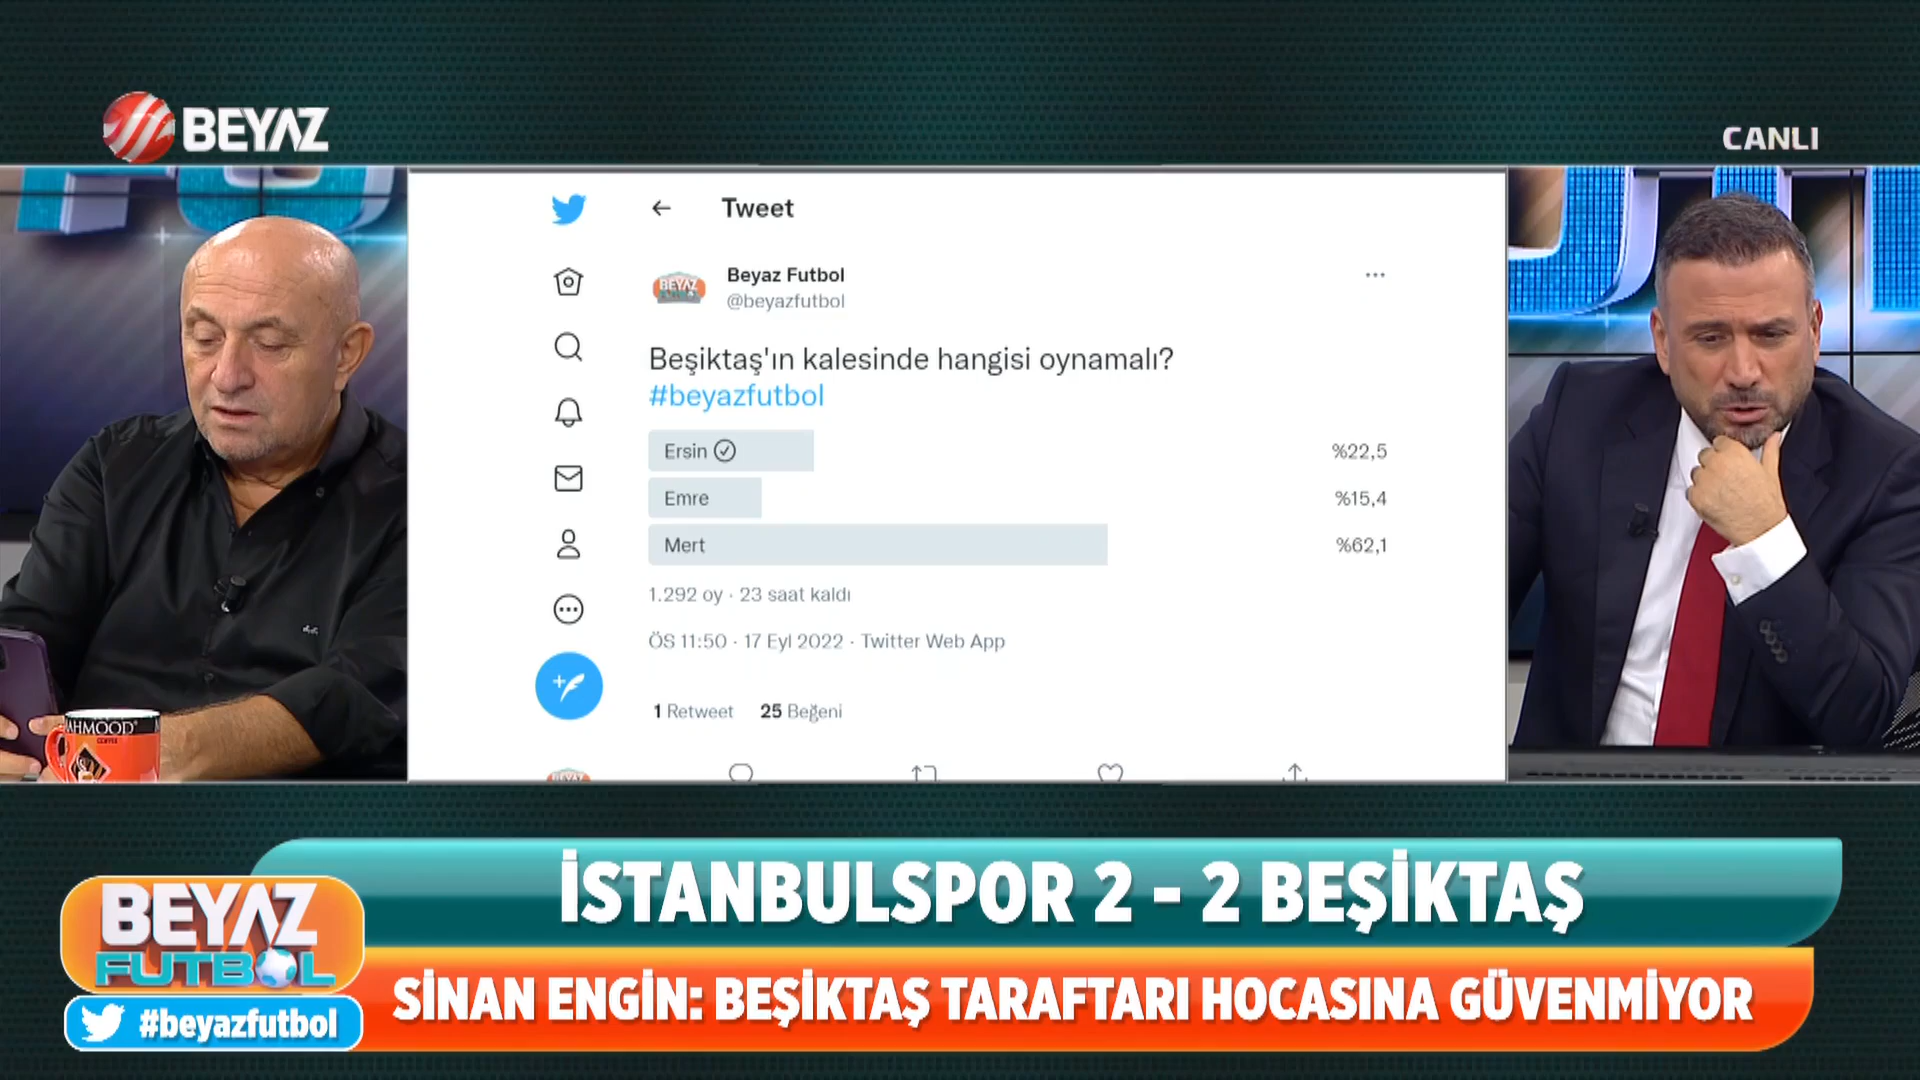 BEYAZ
CANLI
Tweet
BEYAZ
Beyaz Futbol
@beyazfutbol
Beşiktaş'ın kalesinde hangisi oynamalı?
#beyazfutbol
Ersin
%22,5
Emre
%15,4
Mert
%62,1
1.292 oy · 23 saat kaldı
ÖS 11:50 · 17 Eyl 2022 · Twitter Web App
1 Retweet 25 Beğeni
AHMOOD
COFFEE
İSTANBULSPOR 2 - 2 BEŞİKTAŞ
BEYAZ
FUTBOL
SİNAN ENGİN: BEŞİKTAŞ TARAFTARI HOCASINA GÜVENMİYOR
#beyazfutbol